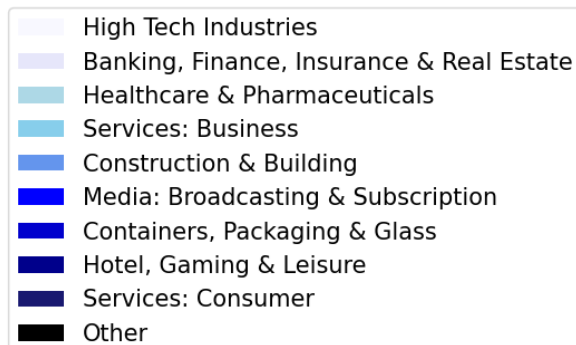 High Tech Industries
Banking, Finance, Insurance & Real Estate
Healthcare & Pharmaceuticals
Services: Business
Construction & Building
Media: Broadcasting & Subscription
Containers, Packaging & Glass
Hotel, Gaming & Leisure
Services: Consumer
Other